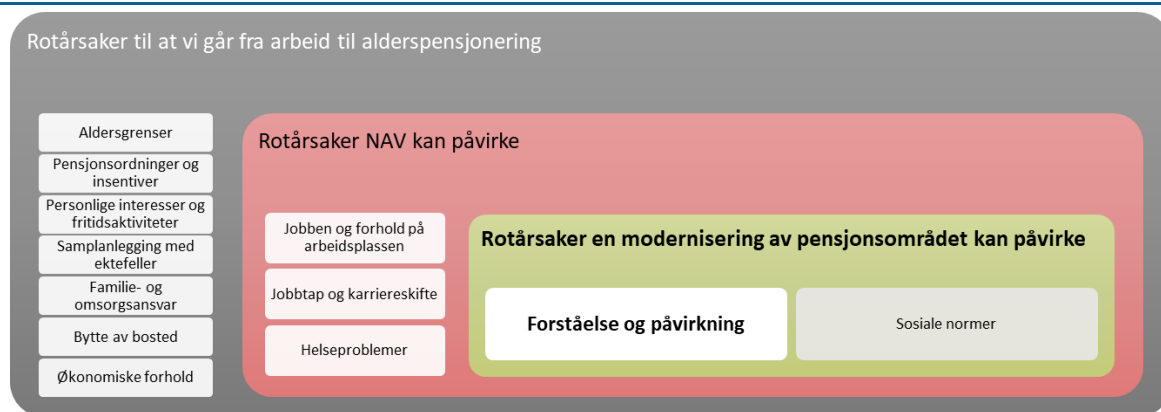 Rotårsaker til at vi går fra arbeid til alderspensjonering
Aldersgrenser
Pensjonsordninger og
insentiver
Personlige interesser og
fritidsaktiviteter
Samplanlegging med
ektefeller
Familie- og
omsorgsansvar
Bytte av bosted
Økonomiske forhold
Rotårsaker NAV kan påvirke
Jobben og forhold på
arbeidsplassen
Jobbtap og karriereskifte
Helseproblemer
Rotårsaker en modernisering av pensjonsområdet kan påvirke
Forståelse og påvirkning
Sosiale normer